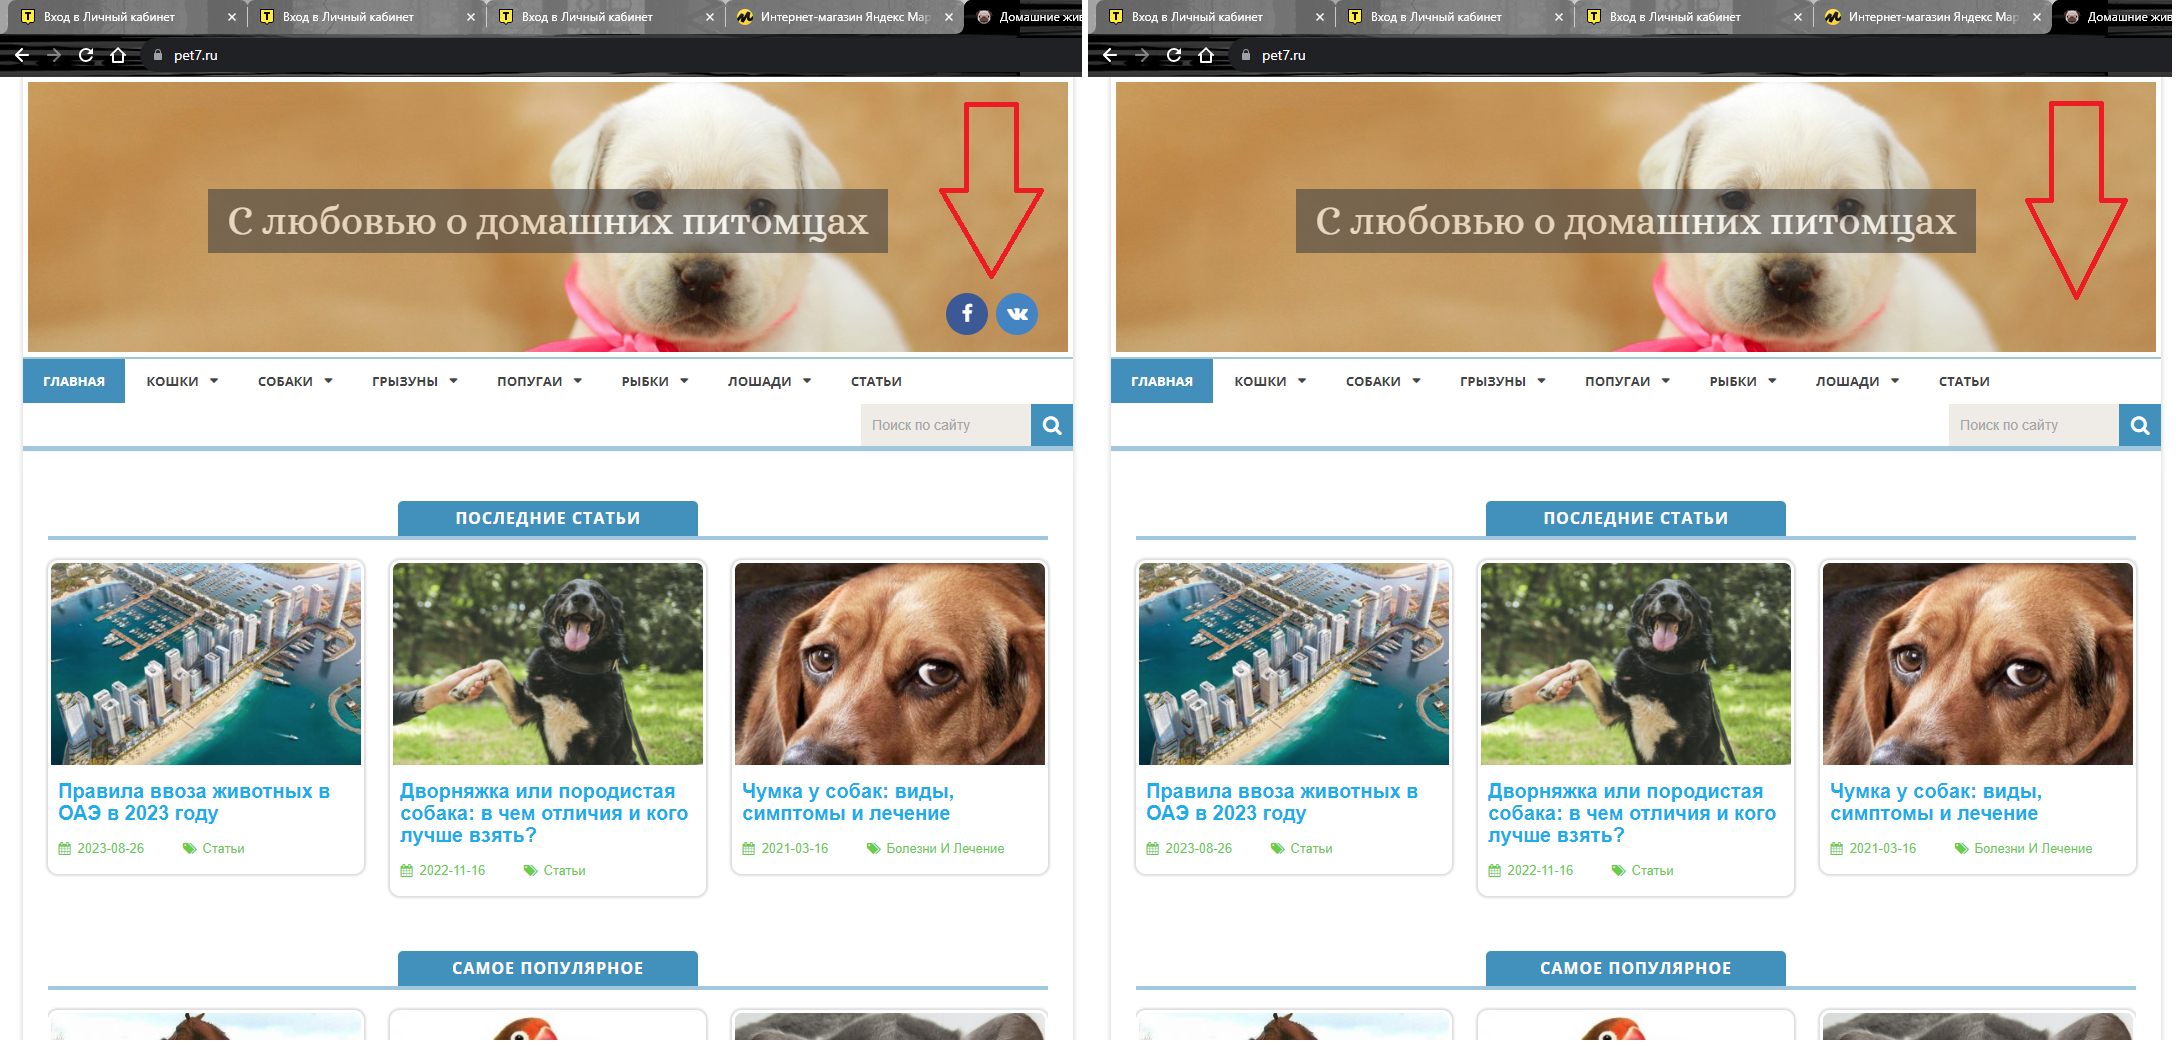 Вход в Личный кабинет
Вход в Личный кабинет
Вход в Личный кабинет
Интернет-магазин Яндекс Мар
Домашние жив
pet7.ru
С любовью о домашних питомцах
ГЛАВНАЯ КОШКИ СОБАКИ ГРЫЗУНЫ ПОПУГАИ РЫБКИ ЛОШАДИ СТАТЬИ
Поиск по сайту
ПОСЛЕДНИЕ СТАТЬИ
Правила ввоза животных в
ОАЭ в 2023 году
2023-08-26 Статьи
Дворняжка или породистая
собака: в чем отличия и кого
лучше взять?
2022-11-16 Статьи
Чумка у собак: виды,
симптомы и лечение
2021-03-16 Болезни И Лечение
САМОЕ ПОПУЛЯРНОЕ
Вход в Личный кабинет
Вход в Личный кабинет
Вход в Личный кабинет
Интернет-магазин Яндекс Мар
Домашние жив
pet7.ru
С любовью о домашних питомцах
ГЛАВНАЯ КОШКИ СОБАКИ ГРЫЗУНЫ ПОПУГАИ РЫБКИ ЛОШАДИ СТАТЬИ
Поиск по сайту
ПОСЛЕДНИЕ СТАТЬИ
Правила ввоза животных в
ОАЭ в 2023 году
2023-08-26 Статьи
Дворняжка или породистая
собака: в чем отличия и кого
лучше взять?
2022-11-16 Статьи
Чумка у собак: виды,
симптомы и лечение
2021-03-16 Болезни И Лечение
САМОЕ ПОПУЛЯРНОЕ